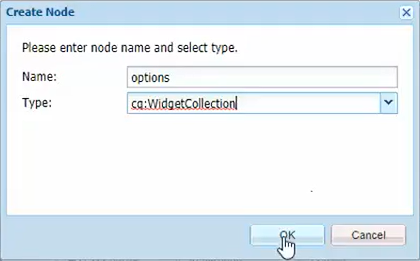 Create Node
Please enter node name and select type.
Name: options
Type: cq:WidgetCollection
OK Cancel